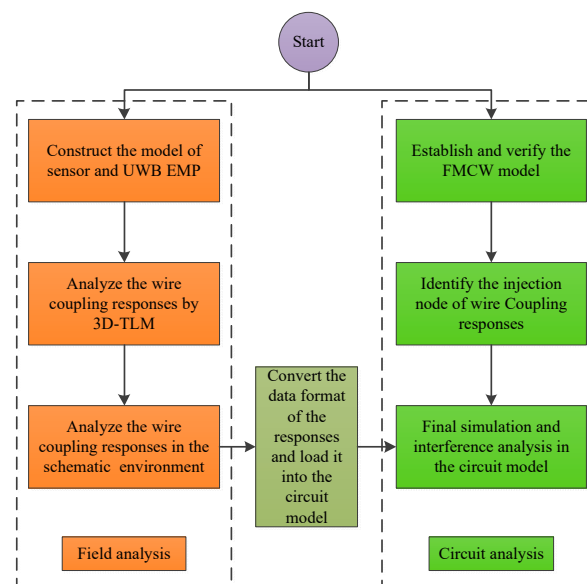 Start
Construct the model of
sensor and UWB EMP
Analyze the wire
coupling responses by
3D-TLM
Analyze the wire
coupling responses in the
schematic environment
Field analysis
Convert the
data format
of the
responses
and load it
into the
circuit
model
Establish and verify the
FMCW model
Identify the injection
node of wire Coupling
responses
Final simulation and
interference analysis in
the circuit model
Circuit analysis